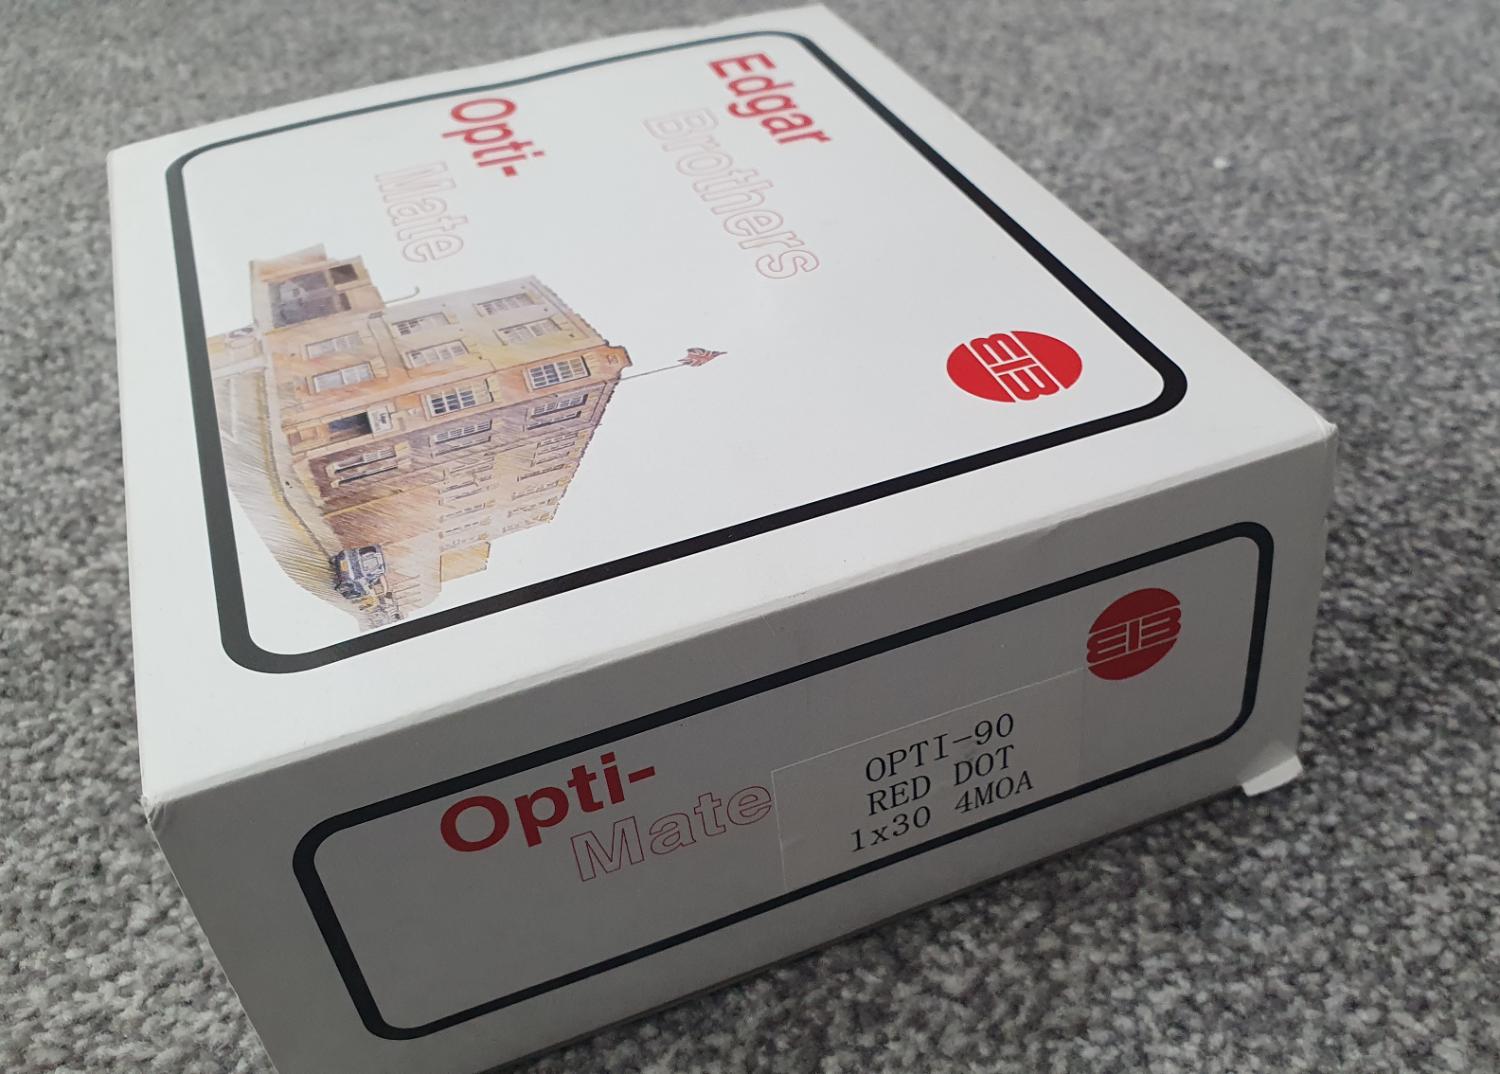 Edgar
Brothers
Opti-
Mate
EB
Opti-
Mate
EB
OPTI-90
RED DOT
1x30 4MOA